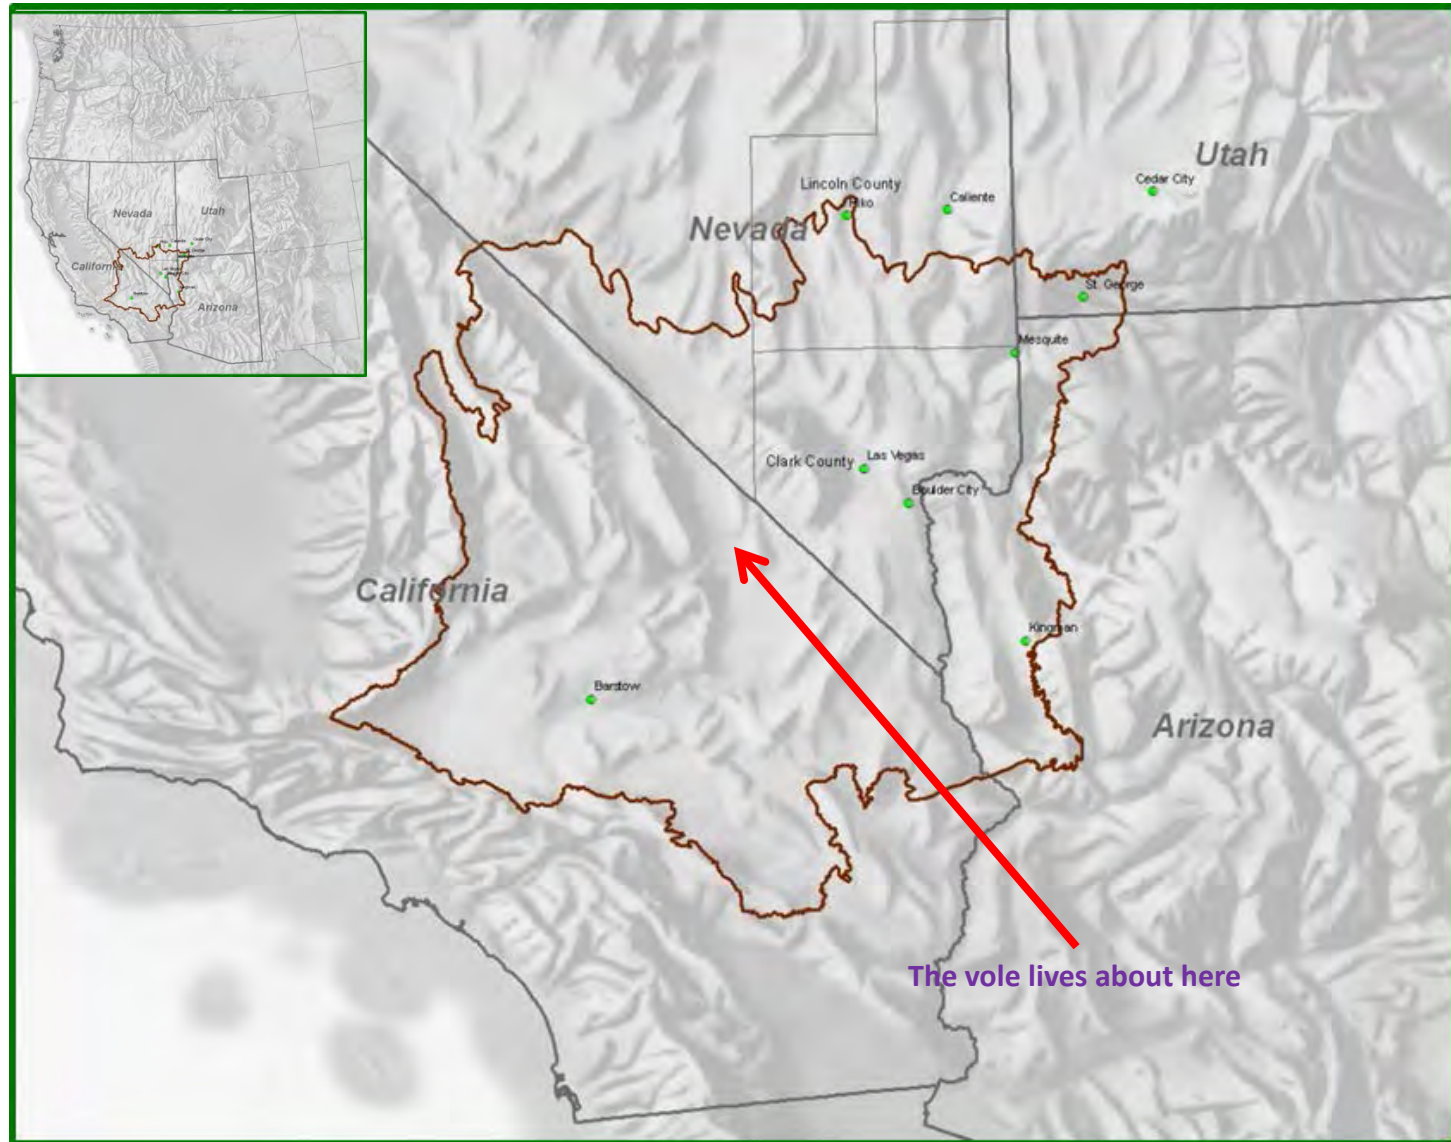 Nevada
Utah
California
Arizona
Utah
Cedar City
Lincoln County
Hiko
Caliente
Nevada
St. George
Mesquite
Clark County
Las Vegas
Boulder City
California
Kingman
Barstow
Arizona
The vole lives about here